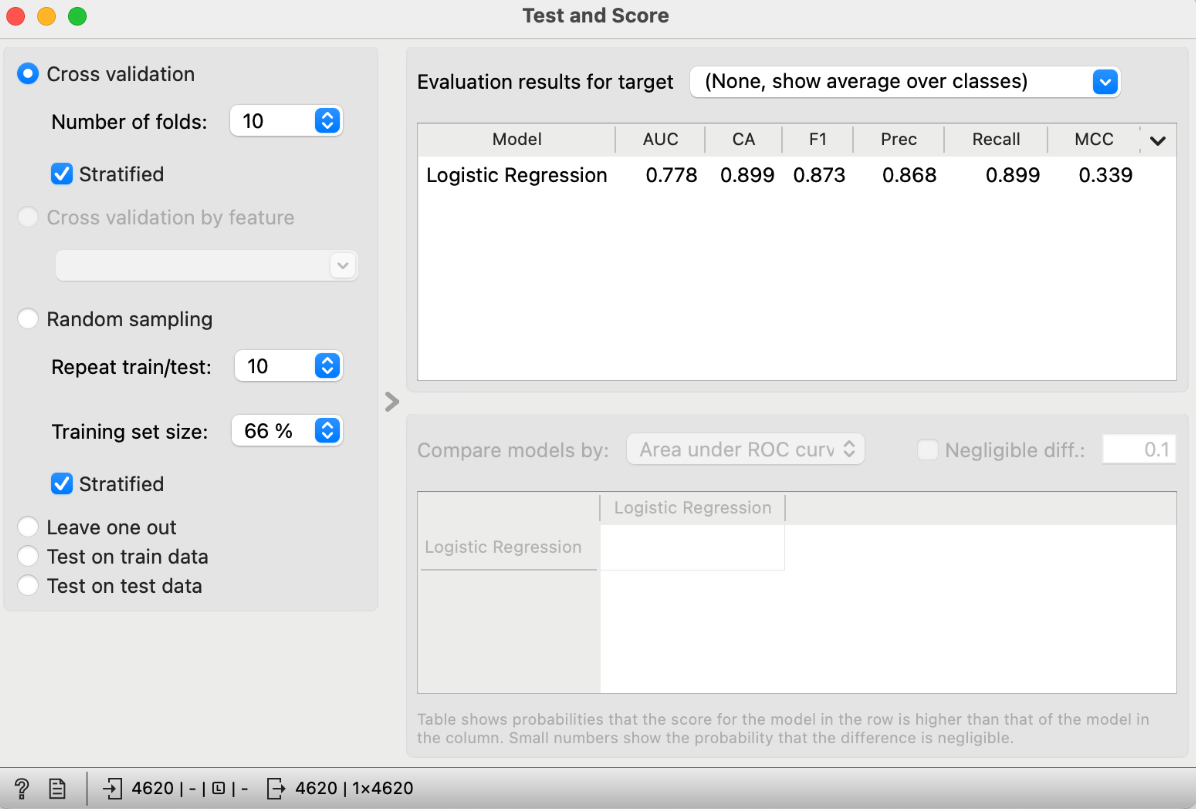 Test and Score
Cross validation
Number of folds: 10
Stratified
Cross validation by feature
Random sampling
Repeat train/test: 10
Training set size: 66 %
Stratified
Leave one out
Test on train data
Test on test data
Evaluation results for target (None, show average over classes)
Model AUC CA F1 Prec Recall MCC
Logistic Regression 0.778 0.899 0.873 0.868 0.899 0.339
Compare models by: Area under ROC curv Negligible diff.: 0.1
Logistic Regression
Logistic Regression
Table shows probabilities that the score for the model in the row is higher than that of the model in
the column. Small numbers show the probability that the difference is negligible.
? 4620 | - | L | - 4620 | 1×4620